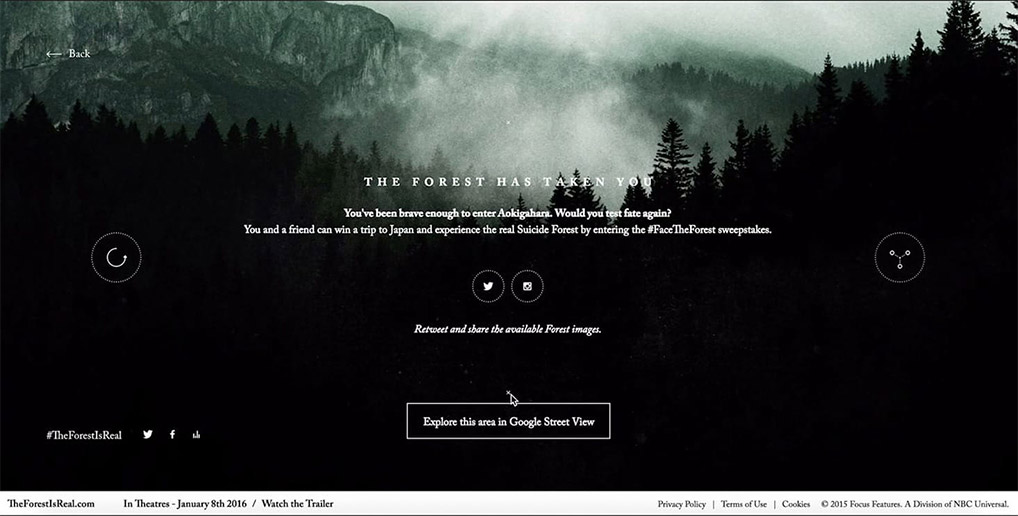 Back
THE FOREST HAS TAKEN YOU
You've been brave enough to enter Aokigahara. Would you test fate again?
You and a friend can win a trip to Japan and experience the real Suicide Forest by entering the #FaceTheForest sweepstakes.
Retweet and share the available Forest images.
Explore this area in Google Street View
#TheForestIsReal
TheForestIsReal.com In Theatres - January 8th 2016 / Watch the Trailer Privacy Policy | Terms of Use | Cookies © 2015 Focus Features. A Division of NBC Universal.